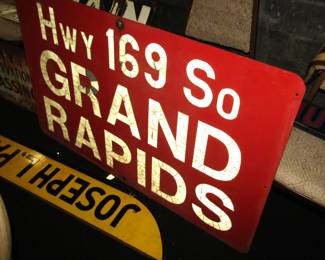 Hwy 169 So
GRAND
RAPIDS
JOSEPH L. P